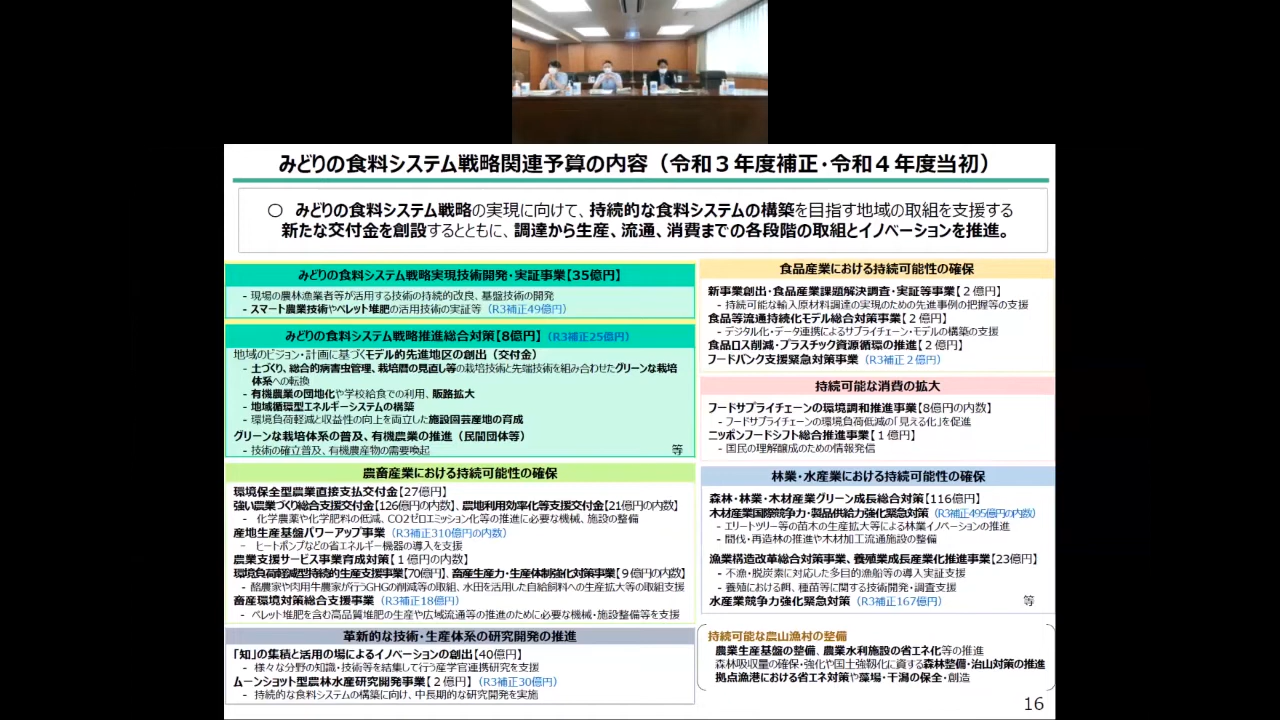 みどりの食料システム戦略関連予算の内容（令和３年度補正・令和４年度当初）
○ みどりの食料システム戦略の実現に向けて、持続的な食料システムの構築を目指す地域の取組を支援する
新たな交付金を創設するとともに、調達から生産、流通、消費までの各段階の取組とイノベーションを推進。
みどりの食料システム戦略実現技術開発・実証事業【35億円】
- 現場の農林漁業者等が活用する技術の持続的改良、基盤技術の開発
- スマート農業技術やペレット堆肥の活用技術の実証等（R3補正49億円）
みどりの食料システム戦略推進総合対策【8億円】（R3補正25億円）
地域のビジョン・計画に基づくモデル的先進地区の創出（交付金）
- 土づくり、総合的病害虫管理、栽培暦の見直し等の栽培技術と先端技術を組み合わせたグリーンな栽培
体系への転換
- 有機農業の団地化や学校給食での利用、販路拡大
- 地域循環型エネルギーシステムの構築
- 環境負荷軽減と収益性の向上を両立した施設園芸産地の育成
グリーンな栽培体系の普及、有機農業の推進（民間団体等）
- 技術の確立普及、有機農産物の需要喚起
等
農畜産業における持続可能性の確保
環境保全型農業直接支払交付金【27億円】
強い農業づくり総合支援交付金【126億円の内数】、農地利用効率化等支援交付金【21億円の内数】
- 化学農薬や化学肥料の低減、CO2ゼロエミッション化等の推進に必要な機械、施設の整備
産地生産基盤パワーアップ事業（R3補正310億円の内数）
- ヒートポンプなどの省エネルギー機器の導入を支援
農業支援サービス事業育成対策【１億円の内数】
環境負荷軽減型持続的生産支援事業【70億円】、畜産生産力・生産体制強化対策事業【９億円の内数】
- 酪農家や肉用牛農家が行うGHGの削減等の取組、水田を活用した自給飼料への生産拡大等の取組支援
畜産環境対策総合支援事業（R3補正18億円）
- ペレット堆肥を含む高品質堆肥の生産や広域流通等の推進のために必要な機械・施設整備等を支援
革新的な技術・生産体系の研究開発の推進
「知」の集積と活用の場によるイノベーションの創出【40億円】
- 様々な分野の知識・技術等を結集して行う産学官連携研究を支援
ムーンショット型農林水産研究開発事業【２億円】（R3補正30億円）
- 持続的な食料システムの構築に向け、中長期的な研究開発を実施
食品産業における持続可能性の確保
新事業創出・食品産業課題解決調査・実証等事業【２億円】
- 持続可能な輸入原材料調達の実現のための先進事例の把握等の支援
食品等流通持続化モデル総合対策事業【２億円】
- デジタル化・データ連携によるサプライチェーン・モデルの構築の支援
食品ロス削減・プラスチック資源循環の推進【２億円】
フードバンク支援緊急対策事業（R3補正２億円）
持続可能な消費の拡大
フードサプライチェーンの環境調和推進事業【8億円の内数】
- フードサプライチェーンの環境負荷低減の「見える化」を促進
ニッポンフードシフト総合推進事業【１億円】
- 国民の理解醸成のための情報発信
林業・水産業における持続可能性の確保
森林・林業・木材産業グリーン成長総合対策【116億円】
木材産業国際競争力・製品供給力強化緊急対策（R3補正495億円の内数）
- エリートツリー等の苗木の生産拡大等による林業イノベーションの推進
- 間伐・再造林の推進や木材加工流通施設の整備
漁業構造改革総合対策事業、養殖業成長産業化推進事業【23億円】
- 不漁・脱炭素に対応した多目的漁船等の導入実証支援
- 養殖における餌、種苗等に関する技術開発・調査支援
水産業競争力強化緊急対策（R3補正167億円）
等
持続可能な農山漁村の整備
農業生産基盤の整備、農業水利施設の省エネ化等の推進
森林吸収量の確保・強化や国土強靱化に資する森林整備・治山対策の推進
拠点漁港における省エネ対策や藻場・干潟の保全・創造
16